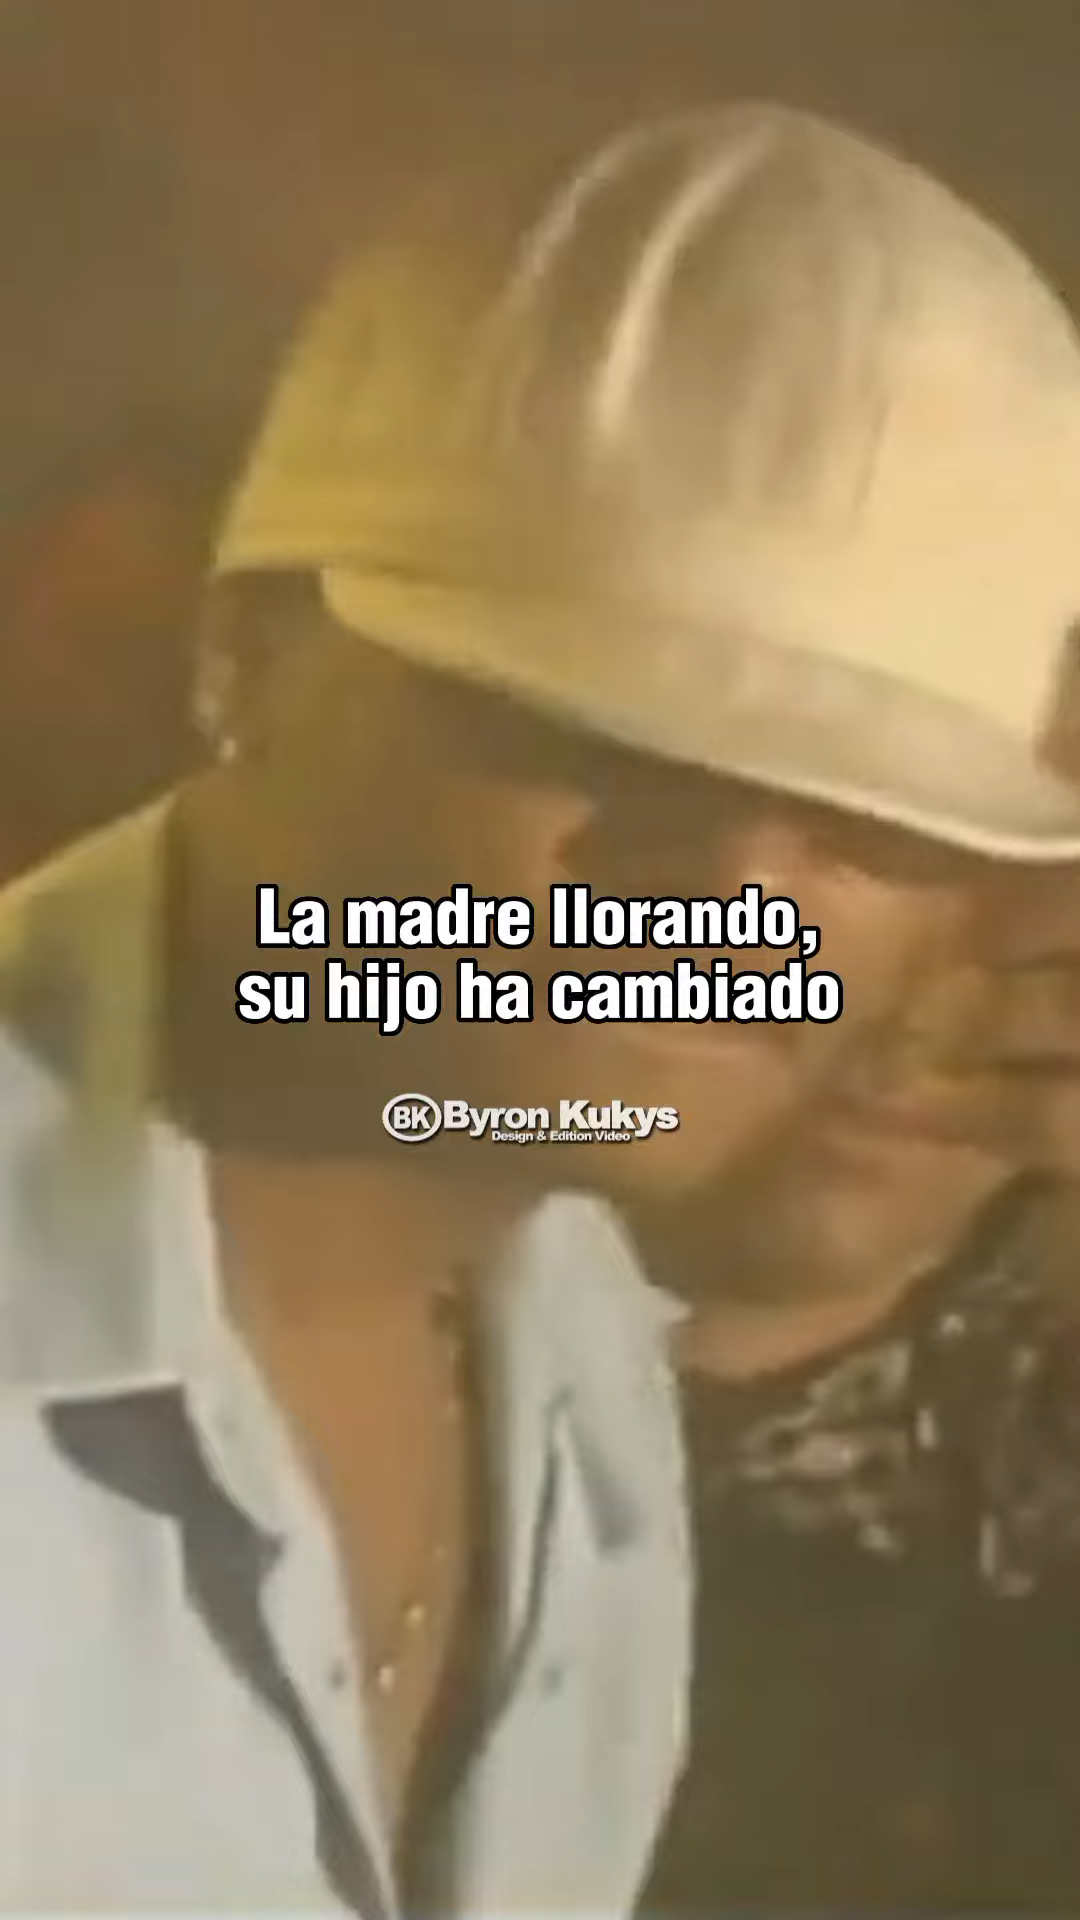 La madre llorando,
su hijo ha cambiado
BK Byron Kukys
Design & Edition Video